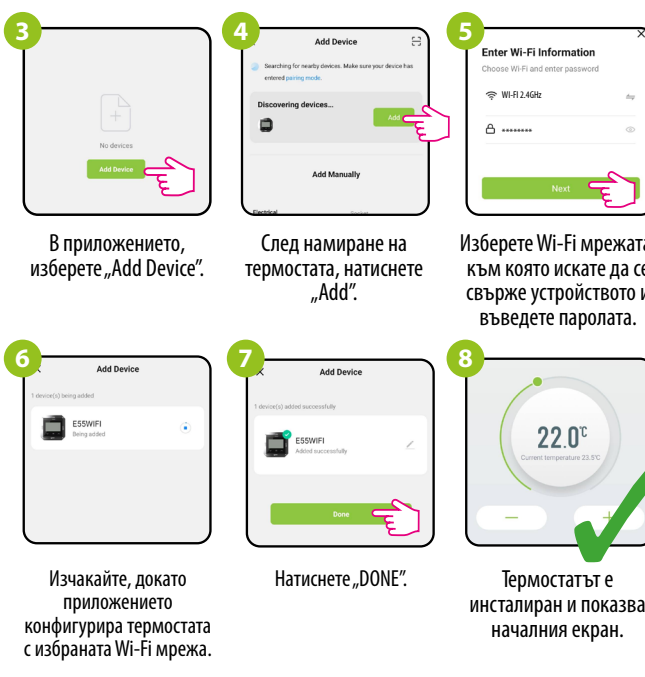 3
No devices
Add Device
В приложението,
изберете „Add Device”.
4
Add Device
Searching for nearby devices. Make sure your device has
entered pairing mode.
Discovering devices...
Add
Add Manually
Electrical
След намиране на
термостата, натиснете
„Add”.
5
Enter Wi-Fi Information
Choose Wi-Fi and enter password
WI-FI 2.4GHz
********
Next
Изберете Wi-Fi мрежата
към която искате да се
свърже устройството и
въведете паролата.
6
Add Device
1 device(s) being added
E55WIFI
Being added
Изчакайте, докато
приложението
конфигурира термостата
с избраната Wi-Fi мрежа.
7
Add Device
1 device(s) added successfully
E55WIFI
Added successfully
Done
Натиснете „DONE”.
8
22.0℃
Current temperature 23.5℃
Термостатът е
инсталиран и показва
началния екран.